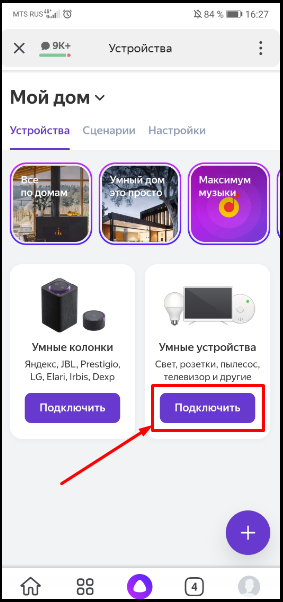 MTS RUS 84 % 16:27
9K+ Устройства
Мой дом
Устройства Сценарии Настройки
Все
по домам
Умный дом
это просто
Максимум
музыки
Умные колонки
Яндекс, JBL, Prestigio,
LG, Elari, Irbis, Dexp
Подключить
Умные устройства
Свет, розетки, пылесос,
телевизор и другие
Подключить
4